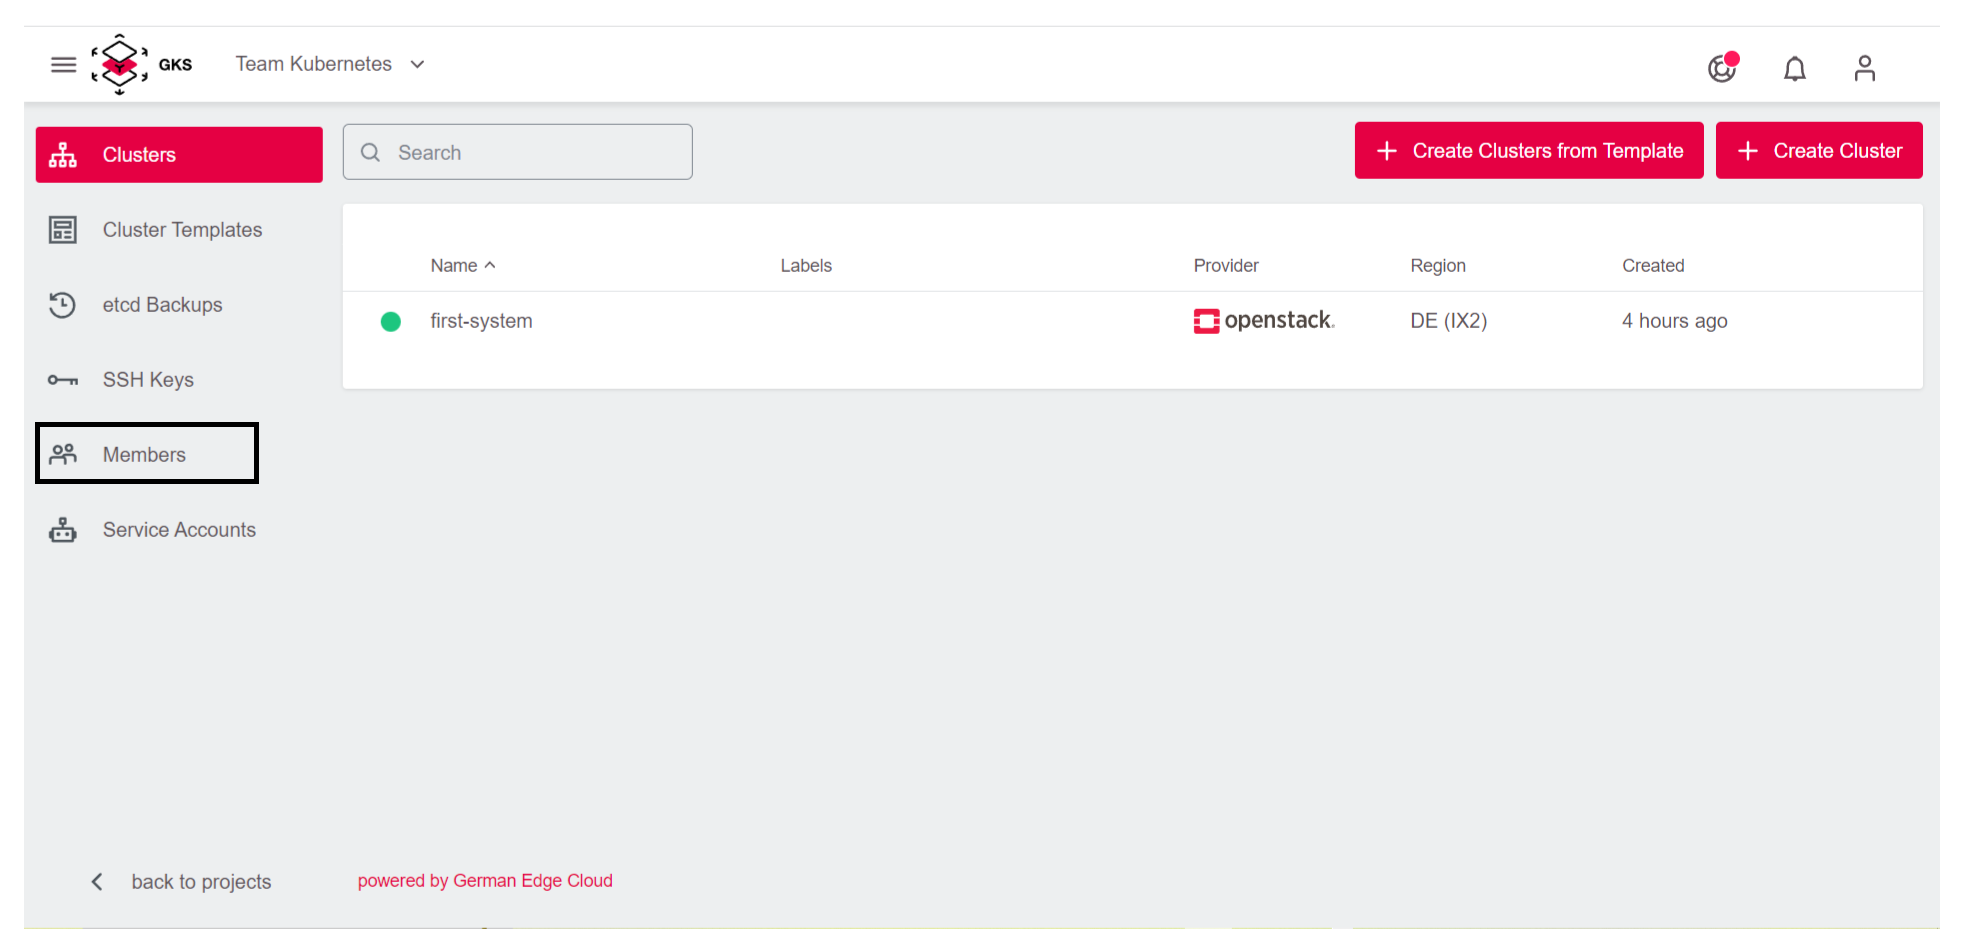 GKS Team Kubernetes
Clusters
Search
Create Clusters from Template
Create Cluster
Cluster Templates
Name Labels Provider Region Created
etcd Backups
first-system openstack. DE (IX2) 4 hours ago
SSH Keys
Members
Service Accounts
back to projects
powered by German Edge Cloud